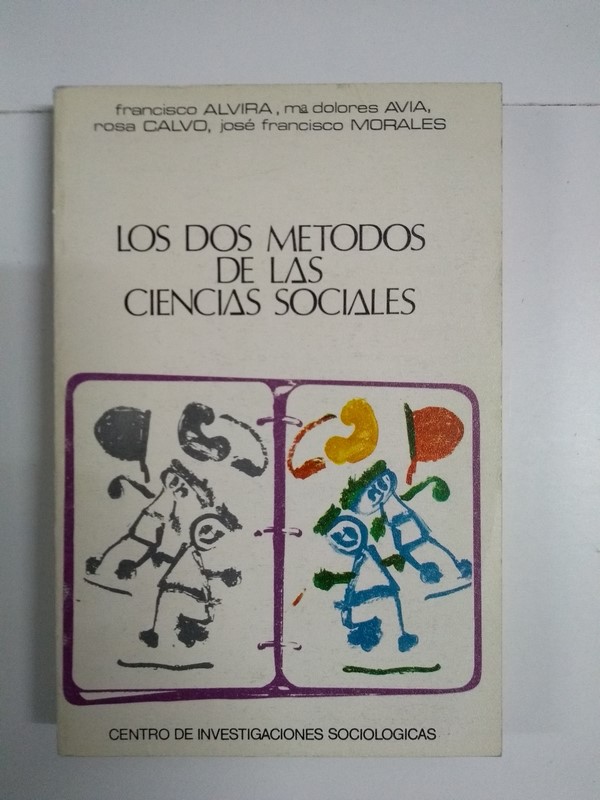 francisco ALVIRA, mª dolores AVIA,
rosa CALVO, josé francisco MORALES
LOS DOS METODOS
DE LAS
CIENCIAS SOCIALES
CENTRO DE INVESTIGACIONES SOCIOLOGICAS